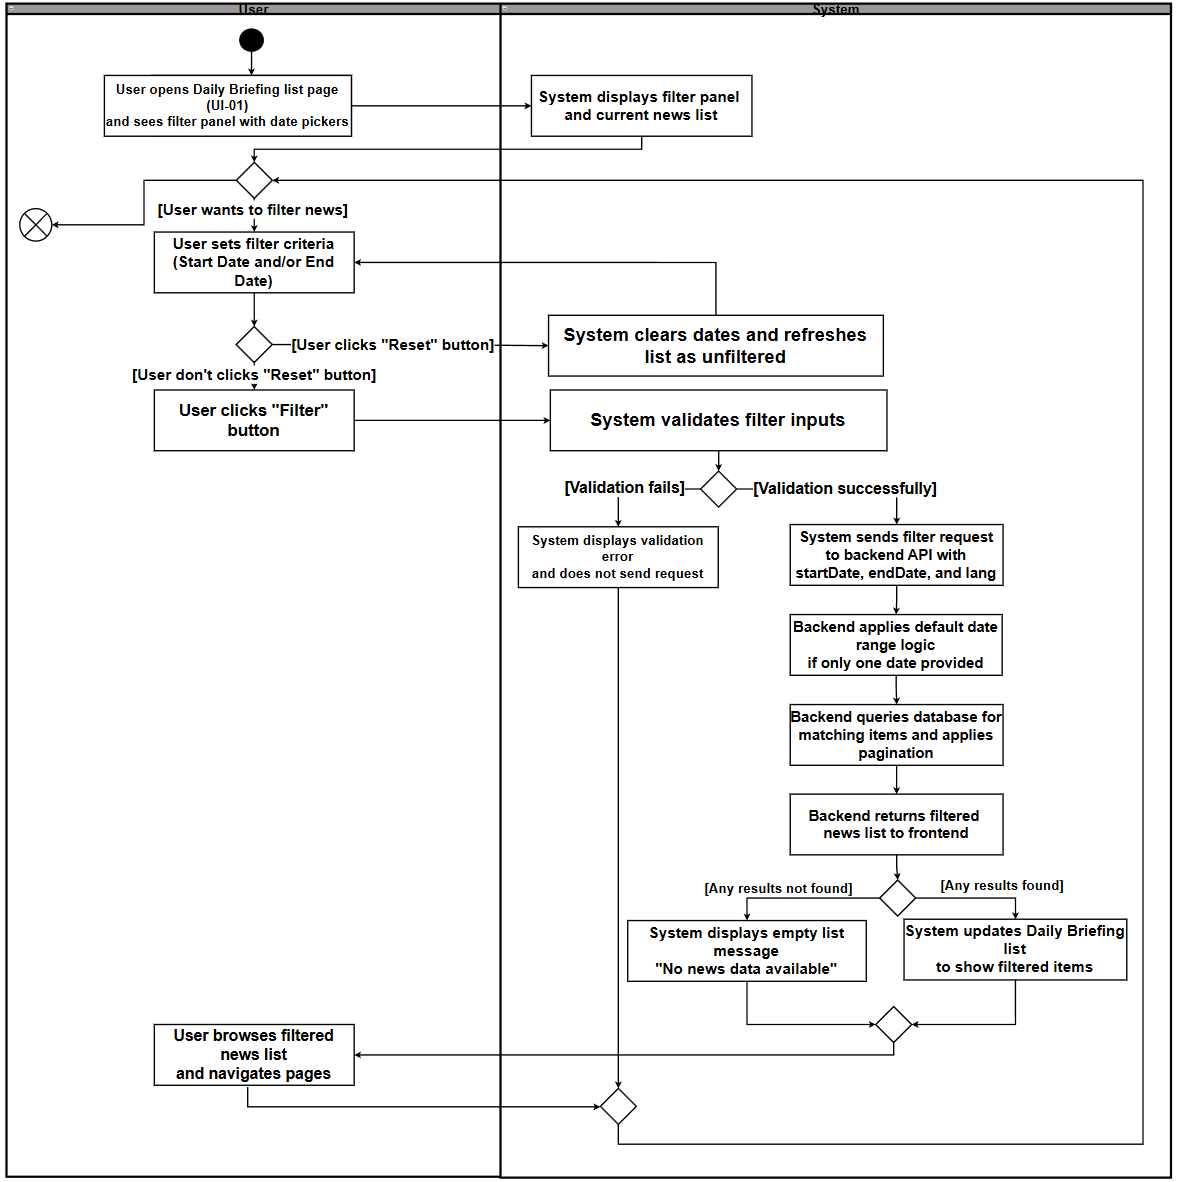 User
System
User opens Daily Briefing list page
(UI-01)
and sees filter panel with date pickers
System displays filter panel
and current news list
[User wants to filter news]
User sets filter criteria
(Start Date and/or End
Date)
[User clicks "Reset" button]
System clears dates and refreshes
list as unfiltered
[User don't clicks "Reset" button]
User clicks "Filter"
button
System validates filter inputs
[Validation fails]
[Validation successfully]
System displays validation
error
and does not send request
System sends filter request
to backend API with
startDate, endDate, and lang
Backend applies default date
range logic
if only one date provided
Backend queries database for
matching items and applies
pagination
Backend returns filtered
news list to frontend
[Any results not found]
[Any results found]
System displays empty list
message
"No news data available"
System updates Daily Briefing
list
to show filtered items
User browses filtered
news list
and navigates pages